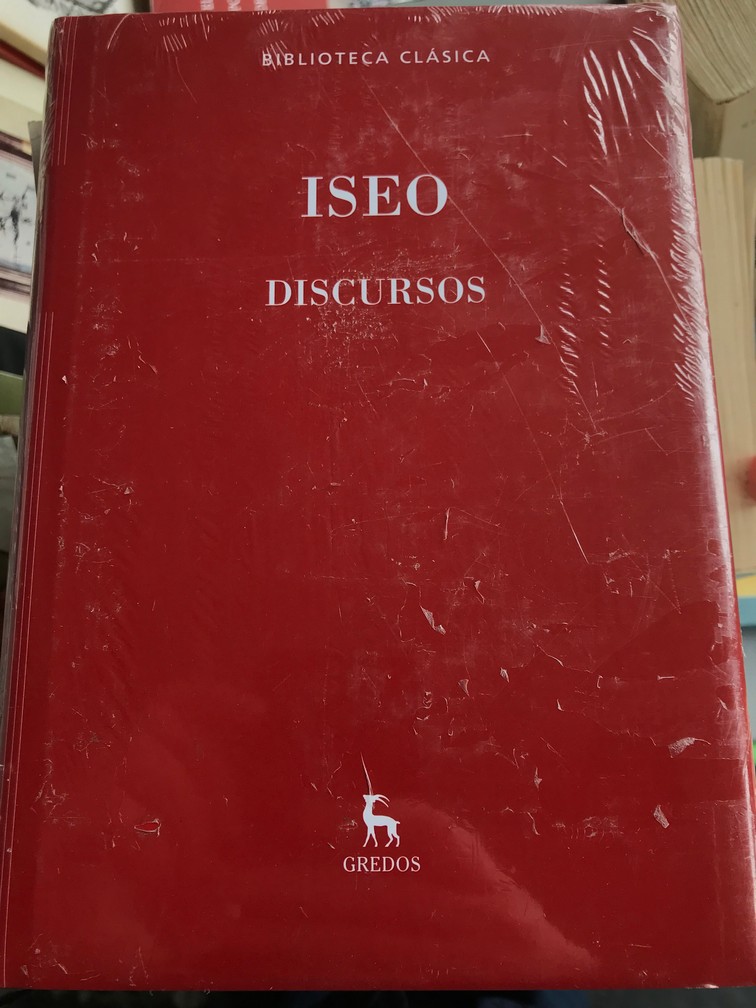 BIBLIOTECA CLÁSICA
ISEO
DISCURSOS
GREDOS